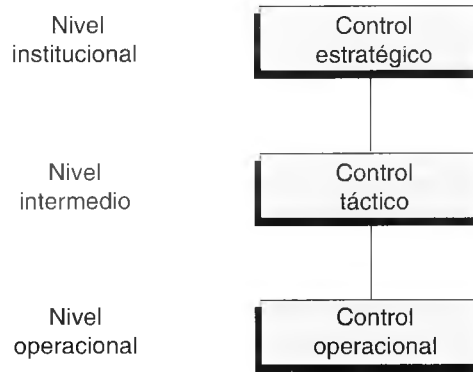 Nivel
institucional
Control
estratégico
Nivel
intermedio
Control
táctico
Nivel
operacional
Control
operacional